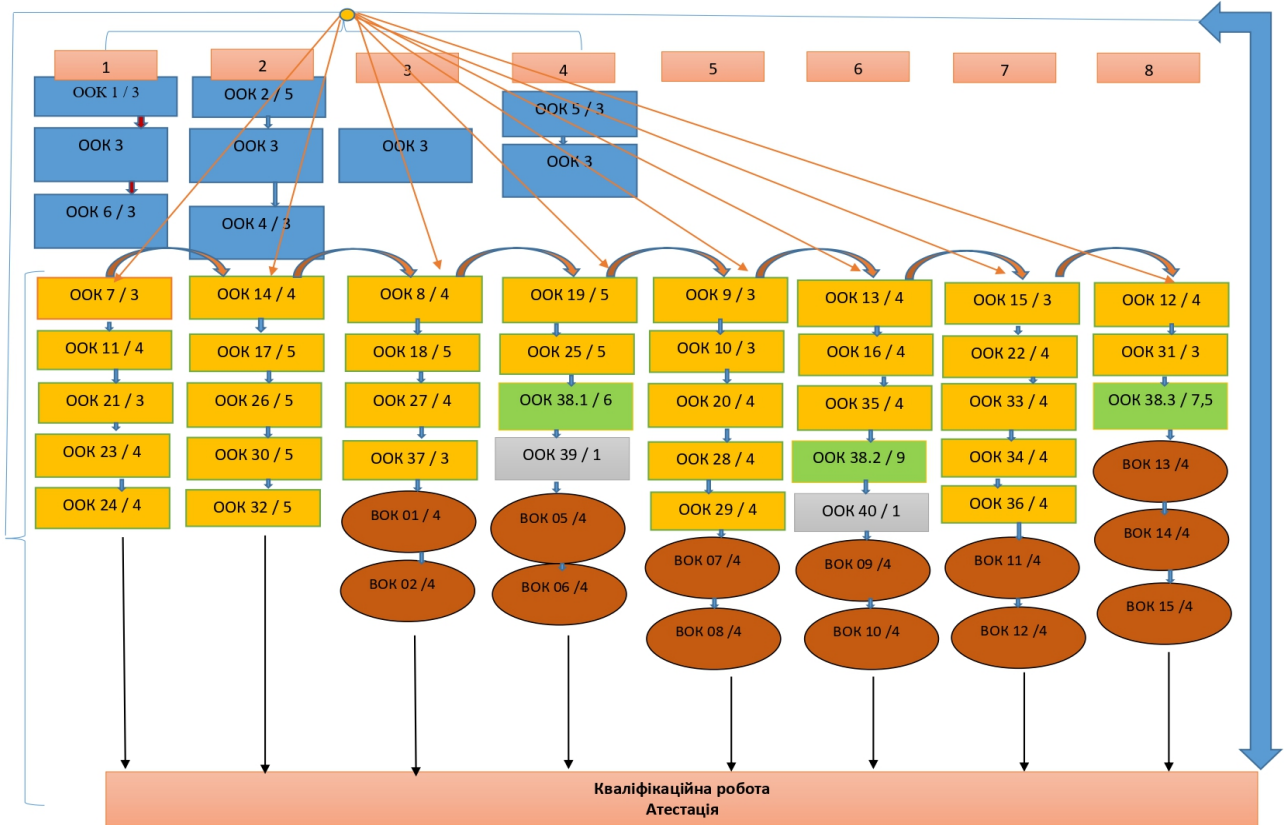 1
2
3
4
5
6
7
8
ООК 1 / 3
ООК 2 / 5
ООК 5 / 3
ООК 3
ООК 3
ООК 3
ООК 3
ООК 6 / 3
ООК 4 / 3
ООК 7 / 3
ООК 14 / 4
ООК 8 / 4
ООК 19 / 5
ООК 9 / 3
ООК 13 / 4
ООК 15 / 3
ООК 12 / 4
ООК 11 / 4
ООК 17 / 5
ООК 18 / 5
ООК 25 / 5
ООК 10 / 3
ООК 16 / 4
ООК 22 / 4
ООК 31 / 3
ООК 21 / 3
ООК 26 / 5
ООК 27 / 4
ООК 38.1 / 6
ООК 20 / 4
ООК 35 / 4
ООК 33 / 4
ООК 38.3 / 7,5
ООК 23 / 4
ООК 30 / 5
ООК 37 / 3
ООК 39 / 1
ООК 28 / 4
ООК 38.2 / 9
ООК 34 / 4
ВОК 13 /4
ООК 24 / 4
ООК 32 / 5
ВОК 01 / 4
ВОК 05 /4
ООК 29 / 4
ООК 40 / 1
ООК 36 / 4
ВОК 14 /4
ВОК 02 /4
ВОК 06 /4
ВОК 07 /4
ВОК 09 /4
ВОК 11 /4
ВОК 15 /4
ВОК 08 /4
ВОК 10 /4
ВОК 12 /4
Кваліфікаційна робота
Атестація